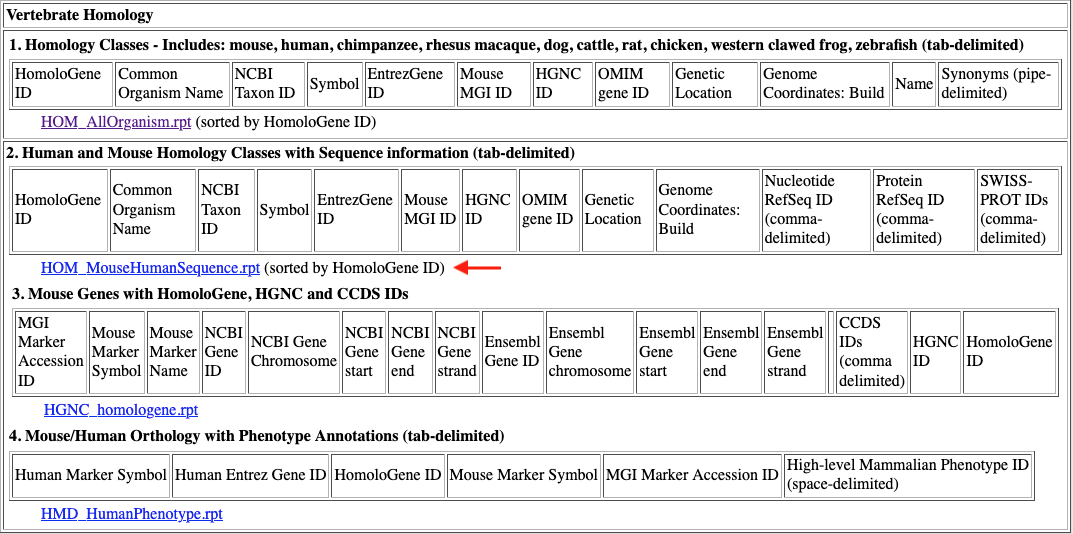 Vertebrate Homology
1. Homology Classes - Includes: mouse, human, chimpanzee, rhesus macaque, dog, cattle, rat, chicken, western clawed frog, zebrafish (tab-delimited)
HomoloGene ID
Common Organism Name
NCBI Taxon ID
Symbol
EntrezGene ID
Mouse MGI ID
HGNC ID
OMIM gene ID
Genetic Location
Genome Coordinates: Build
Name
Synonyms (pipe-delimited)
HOM_AllOrganism.rpt (sorted by HomoloGene ID)
2. Human and Mouse Homology Classes with Sequence information (tab-delimited)
HomoloGene ID
Common Organism Name
NCBI Taxon ID
Symbol
EntrezGene ID
Mouse MGI ID
HGNC ID
OMIM gene ID
Genetic Location
Genome Coordinates: Build
Nucleotide RefSeq ID (comma-delimited)
Protein RefSeq ID (comma-delimited)
SWISS-PROT IDs (comma-delimited)
HOM_MouseHumanSequence.rpt (sorted by HomoloGene ID)
3. Mouse Genes with HomoloGene, HGNC and CCDS IDs
MGI Marker Accession ID
Mouse Marker Symbol
Mouse Marker Name
NCBI Gene ID
NCBI Gene Chromosome
NCBI Gene start
NCBI Gene end
NCBI Gene strand
Ensembl Gene ID
Ensembl Gene chromosome
Ensembl Gene start
Ensembl Gene end
Ensembl Gene strand
CCDS IDs (comma delimited)
HGNC ID
HomoloGene ID
HGNC_homologene.rpt
4. Mouse/Human Orthology with Phenotype Annotations (tab-delimited)
Human Marker Symbol
Human Entrez Gene ID
HomoloGene ID
Mouse Marker Symbol
MGI Marker Accession ID
High-level Mammalian Phenotype ID (space-delimited)
HMD_HumanPhenotype.rpt